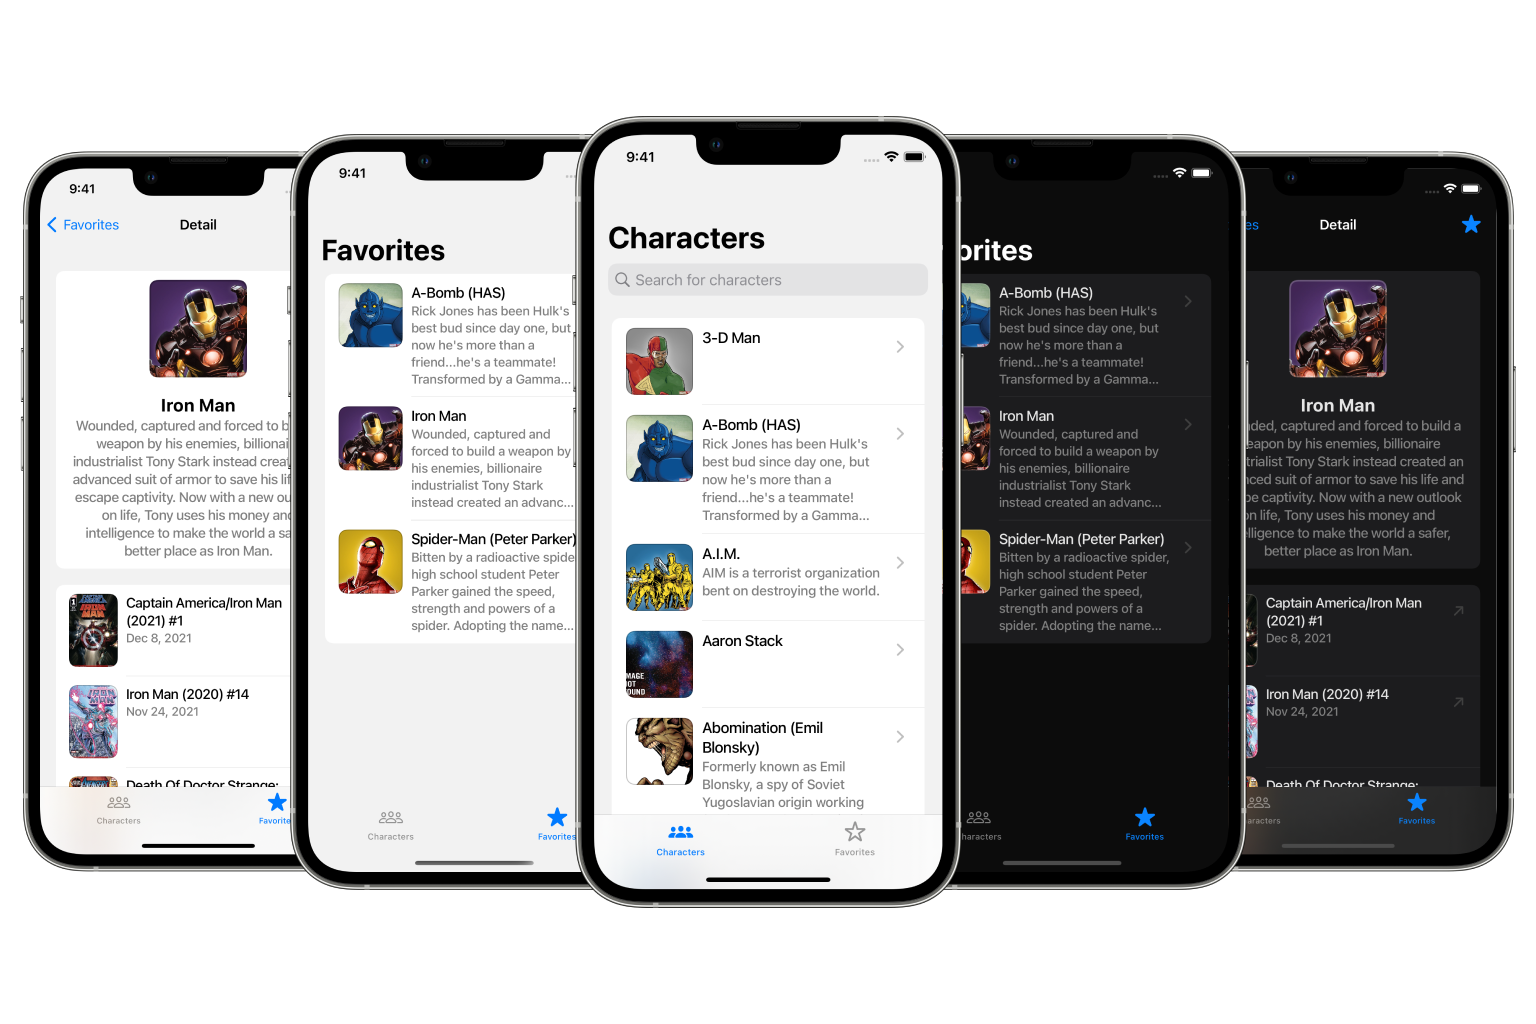 9:41
Favorites
Detail
Iron Man
Wounded, captured and forced to b
weapon by his enemies, billionai
industrialist Tony Stark instead creat
advanced suit of armor to save his lif
escape captivity. Now with a new ou
on life, Tony uses his money and
intelligence to make the world a sa
better place as Iron Man.
Captain America/Iron Man
(2021) #1
Dec 8, 2021
Iron Man (2020) #14
Nov 24, 2021
Death Of Doctor Strange:
Characters
Favorite
9:41
Favorites
A-Bomb (HAS)
Rick Jones has been Hulk's
best bud since day one, but
now he's more than a
friend...he's a teammate!
Transformed by a Gamma...
Iron Man
Wounded, captured and
forced to build a weapon by
his enemies, billionaire
industrialist Tony Stark
instead created an advanc...
Spider-Man (Peter Parker)
Bitten by a radioactive spide
high school student Peter
Parker gained the speed,
strength and powers of a
spider. Adopting the name...
Characters
Favorites
9:41
Characters
Search for characters
3-D Man
A-Bomb (HAS)
Rick Jones has been Hulk's
best bud since day one, but
now he's more than a
friend...he's a teammate!
Transformed by a Gamma...
A.I.M.
AIM is a terrorist organization
bent on destroying the world.
Aaron Stack
MAGE
OT
OUND
Abomination (Emil
Blonsky)
Formerly known as Emil
Blonsky, a spy of Soviet
Yugoslavian origin working
Characters
Favorites
orites
A-Bomb (HAS)
Rick Jones has been Hulk's
best bud since day one, but
now he's more than a
friend...he's a teammate!
Transformed by a Gamma...
Iron Man
Wounded, captured and
forced to build a weapon by
his enemies, billionaire
industrialist Tony Stark
instead created an advanc...
Spider-Man (Peter Parker)
Bitten by a radioactive spider,
high school student Peter
Parker gained the speed,
strength and powers of a
spider. Adopting the name...
haracters
Favorites
es
Detail
Iron Man
nded, captured and forced to build a
eapon by his enemies, billionaire
trialist Tony Stark instead created an
nced suit of armor to save his life and
pe captivity. Now with a new outlook
on life, Tony uses his money and
elligence to make the world a safer,
better place as Iron Man.
Captain America/Iron Man
(2021) #1
Dec 8, 2021
Iron Man (2020) #14
Nov 24, 2021
Death Of Doctor Strange:
aracters
Favorites